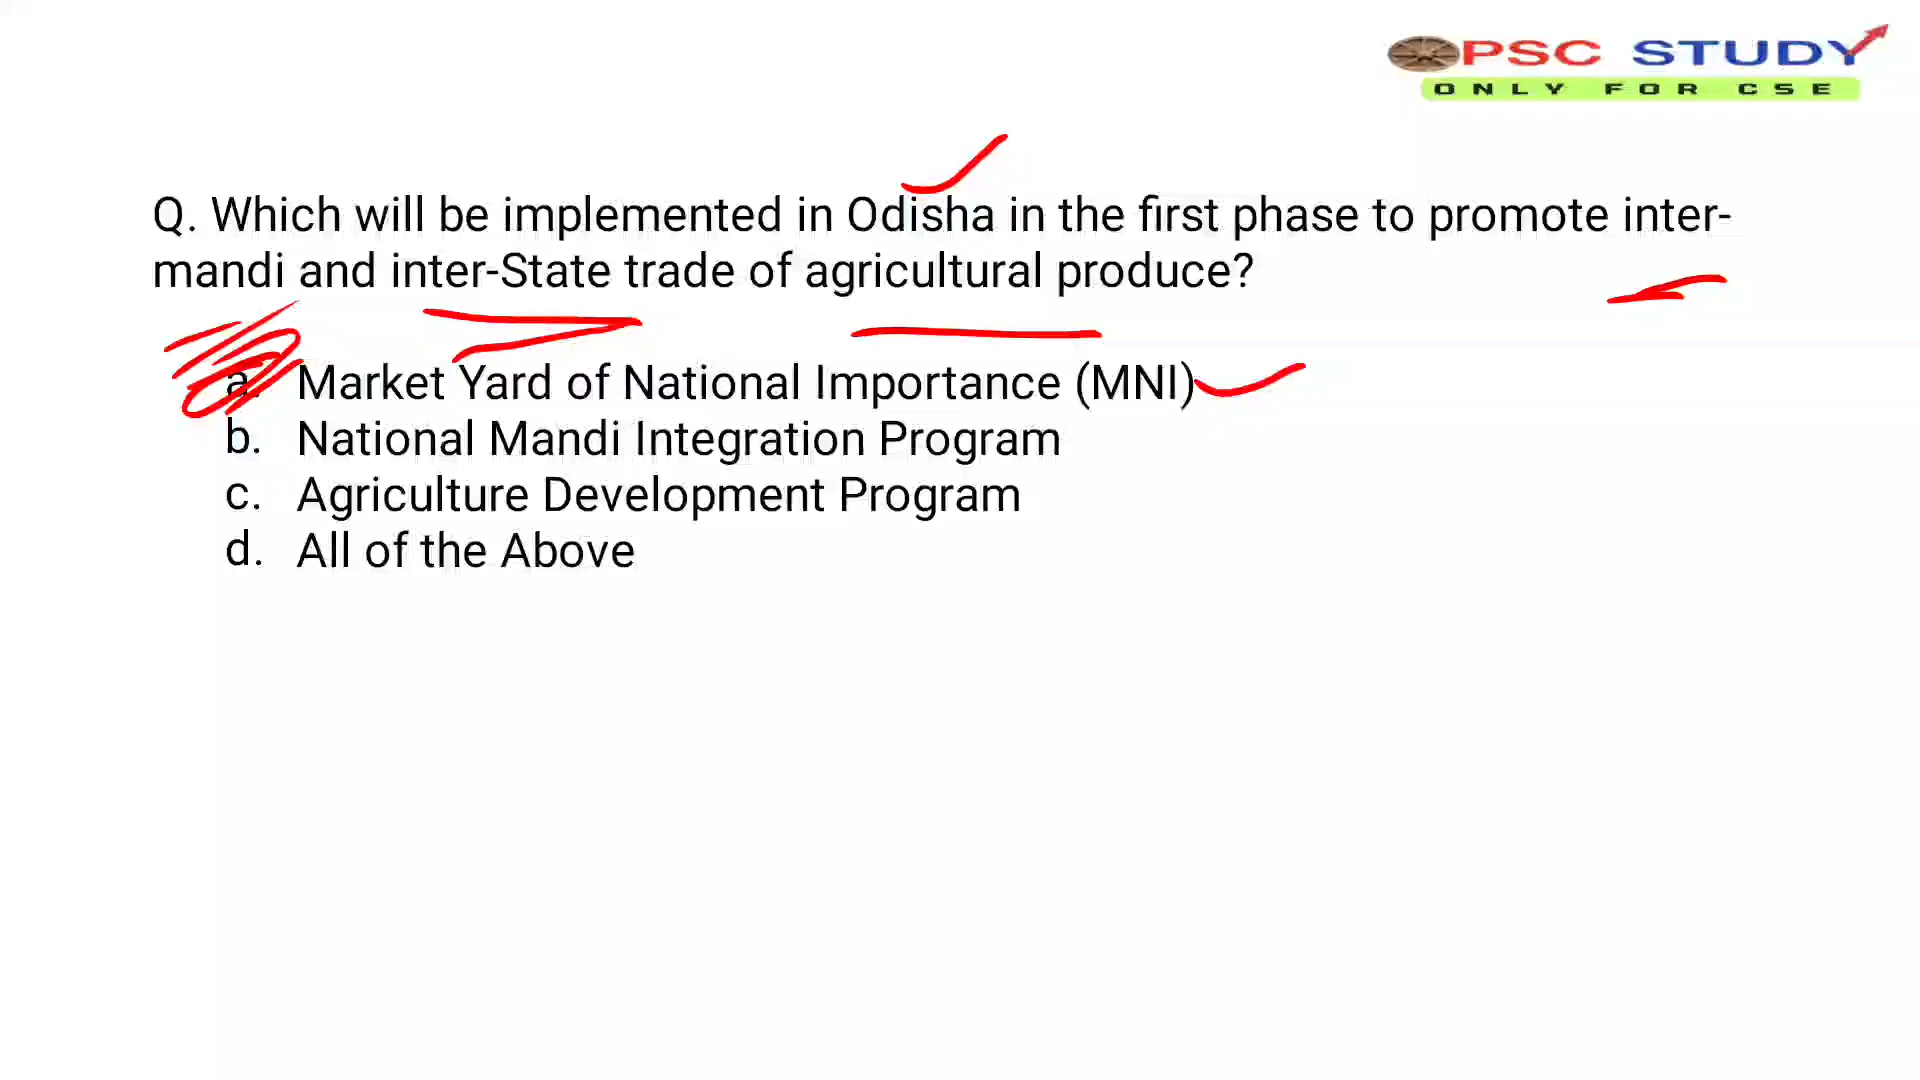 OPSC STUDY
ONLY FOR CSE
Q. Which will be implemented in Odisha in the first phase to promote inter-
mandi and inter-State trade of agricultural produce?
a. Market Yard of National Importance (MNI)
b. National Mandi Integration Program
c. Agriculture Development Program
d. All of the Above